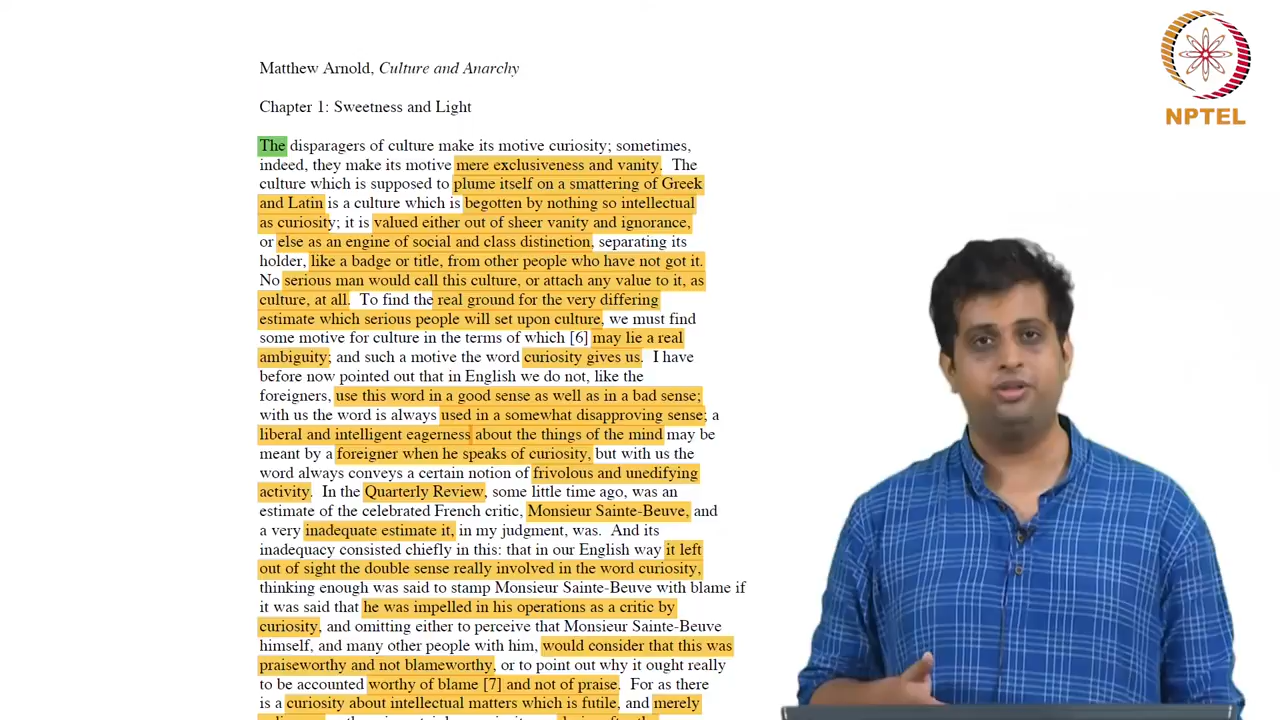 Matthew Arnold, Culture and Anarchy
Chapter 1: Sweetness and Light
The disparagers of culture make its motive curiosity; sometimes,
indeed, they make its motive mere exclusiveness and vanity. The
culture which is supposed to plume itself on a smattering of Greek
and Latin is a culture which is begotten by nothing so intellectual
as curiosity; it is valued either out of sheer vanity and ignorance,
or else as an engine of social and class distinction, separating its
holder, like a badge or title, from other people who have not got it.
No serious man would call this culture, or attach any value to it, as
culture, at all. To find the real ground for the very differing
estimate which serious people will set upon culture, we must find
some motive for culture in the terms of which [6] may lie a real
ambiguity; and such a motive the word curiosity gives us. I have
before now pointed out that in English we do not, like the
foreigners, use this word in a good sense as well as in a bad sense;
with us the word is always used in a somewhat disapproving sense; a
liberal and intelligent eagerness about the things of the mind may be
meant by a foreigner when he speaks of curiosity, but with us the
word always conveys a certain notion of frivolous and unedifying
activity. In the Quarterly Review, some little time ago, was an
estimate of the celebrated French critic, Monsieur Sainte-Beuve, and
a very inadequate estimate it, in my judgment, was. And its
inadequacy consisted chiefly in this: that in our English way it left
out of sight the double sense really involved in the word curiosity,
thinking enough was said to stamp Monsieur Sainte-Beuve with blame if
it was said that he was impelled in his operations as a critic by
curiosity, and omitting either to perceive that Monsieur Sainte-Beuve
himself, and many other people with him, would consider that this was
praiseworthy and not blameworthy, or to point out why it ought really
to be accounted worthy of blame [7] and not of praise. For as there
is a curiosity about intellectual matters which is futile, and merely
NPTEL